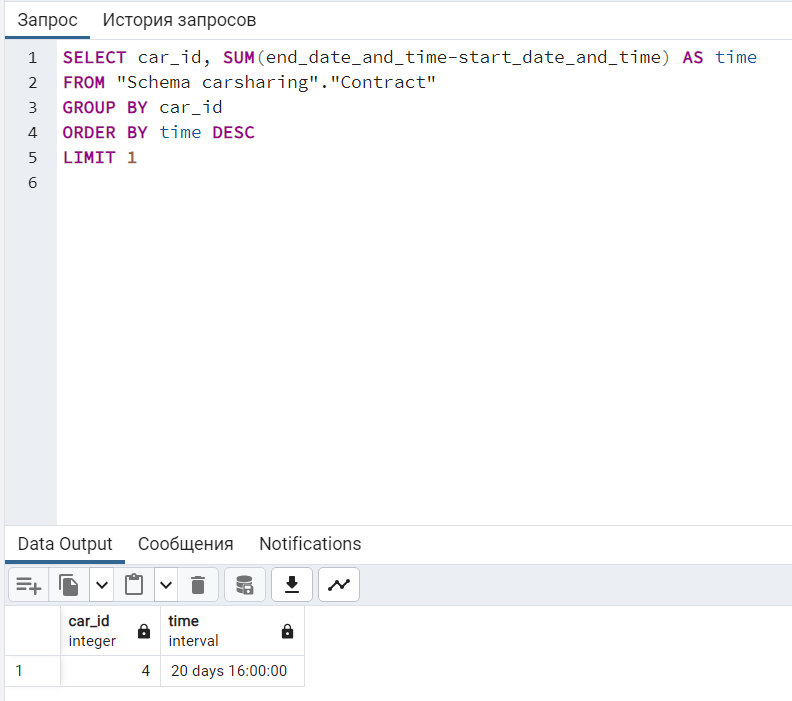 Запрос История запросов
1 SELECT car_id, SUM(end_date_and_time-start_date_and_time) AS time
2 FROM "Schema carsharing"."Contract"
3 GROUP BY car_id
4 ORDER BY time DESC
5 LIMIT 1
6
Data Output Сообщения Notifications
car_id time
integer interval
1 4 20 days 16:00:00